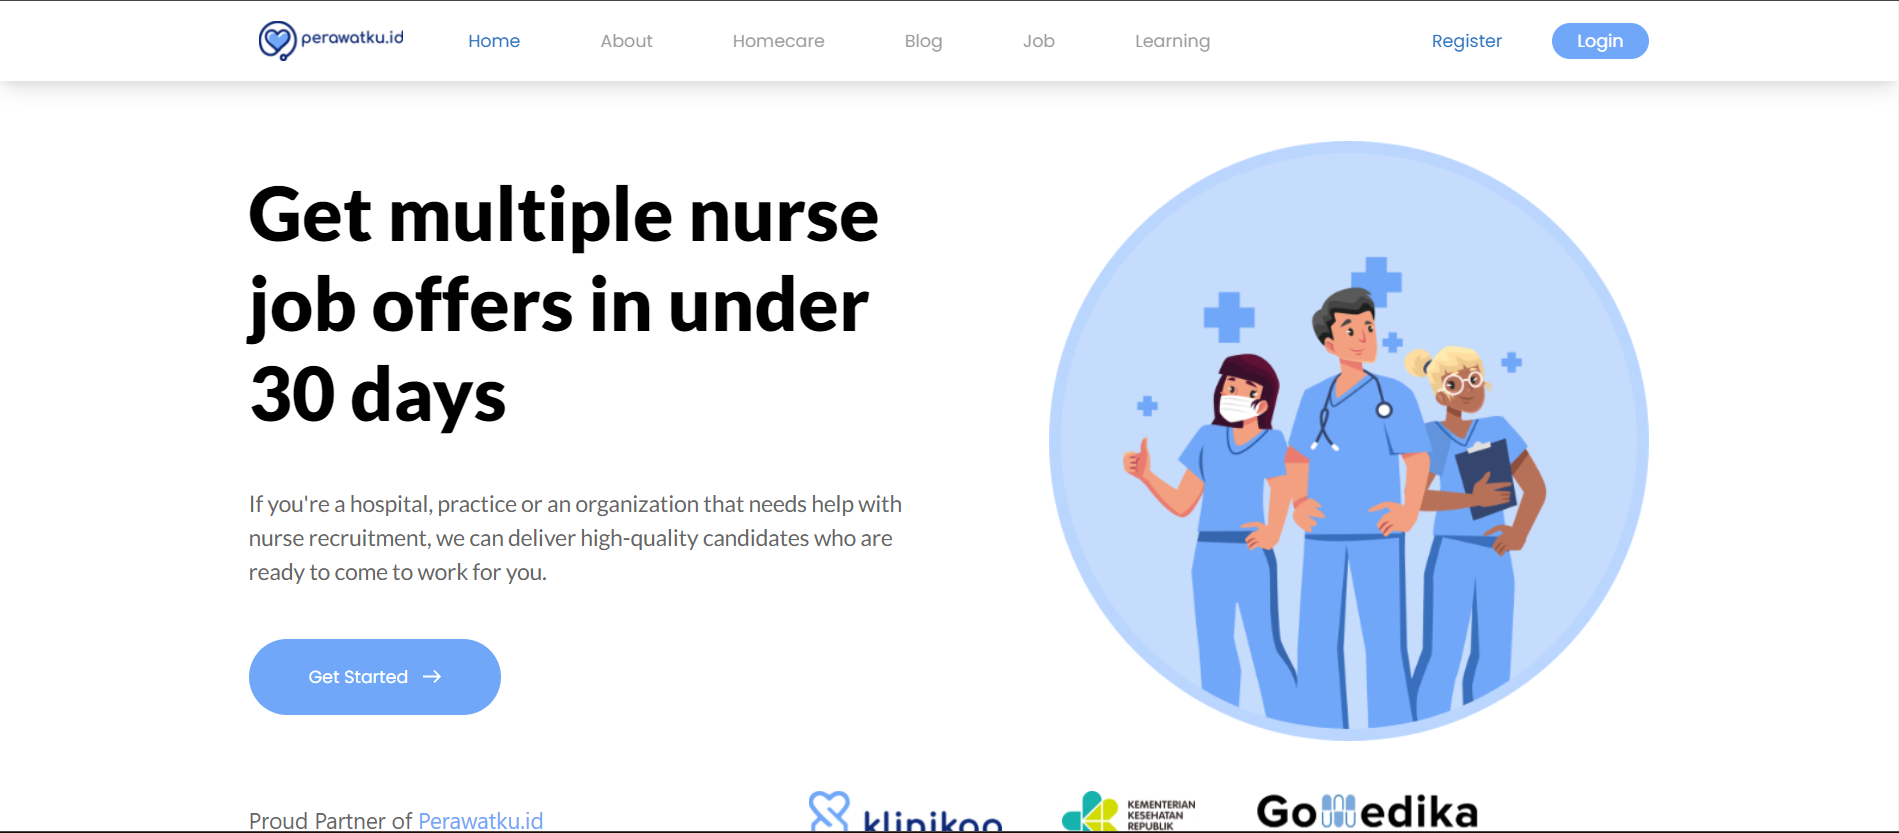 perawatku.id
Home
About
Homecare
Blog
Job
Learning
Register
Login
Get multiple nurse
job offers in under
30 days
If you're a hospital, practice or an organization that needs help with
nurse recruitment, we can deliver high-quality candidates who are
ready to come to work for you.
Get Started →
Proud Partner of Perawatku.id
klinikoo
KEMENTERIAN
KESEHATAN
REPUBLIK
GoMedika